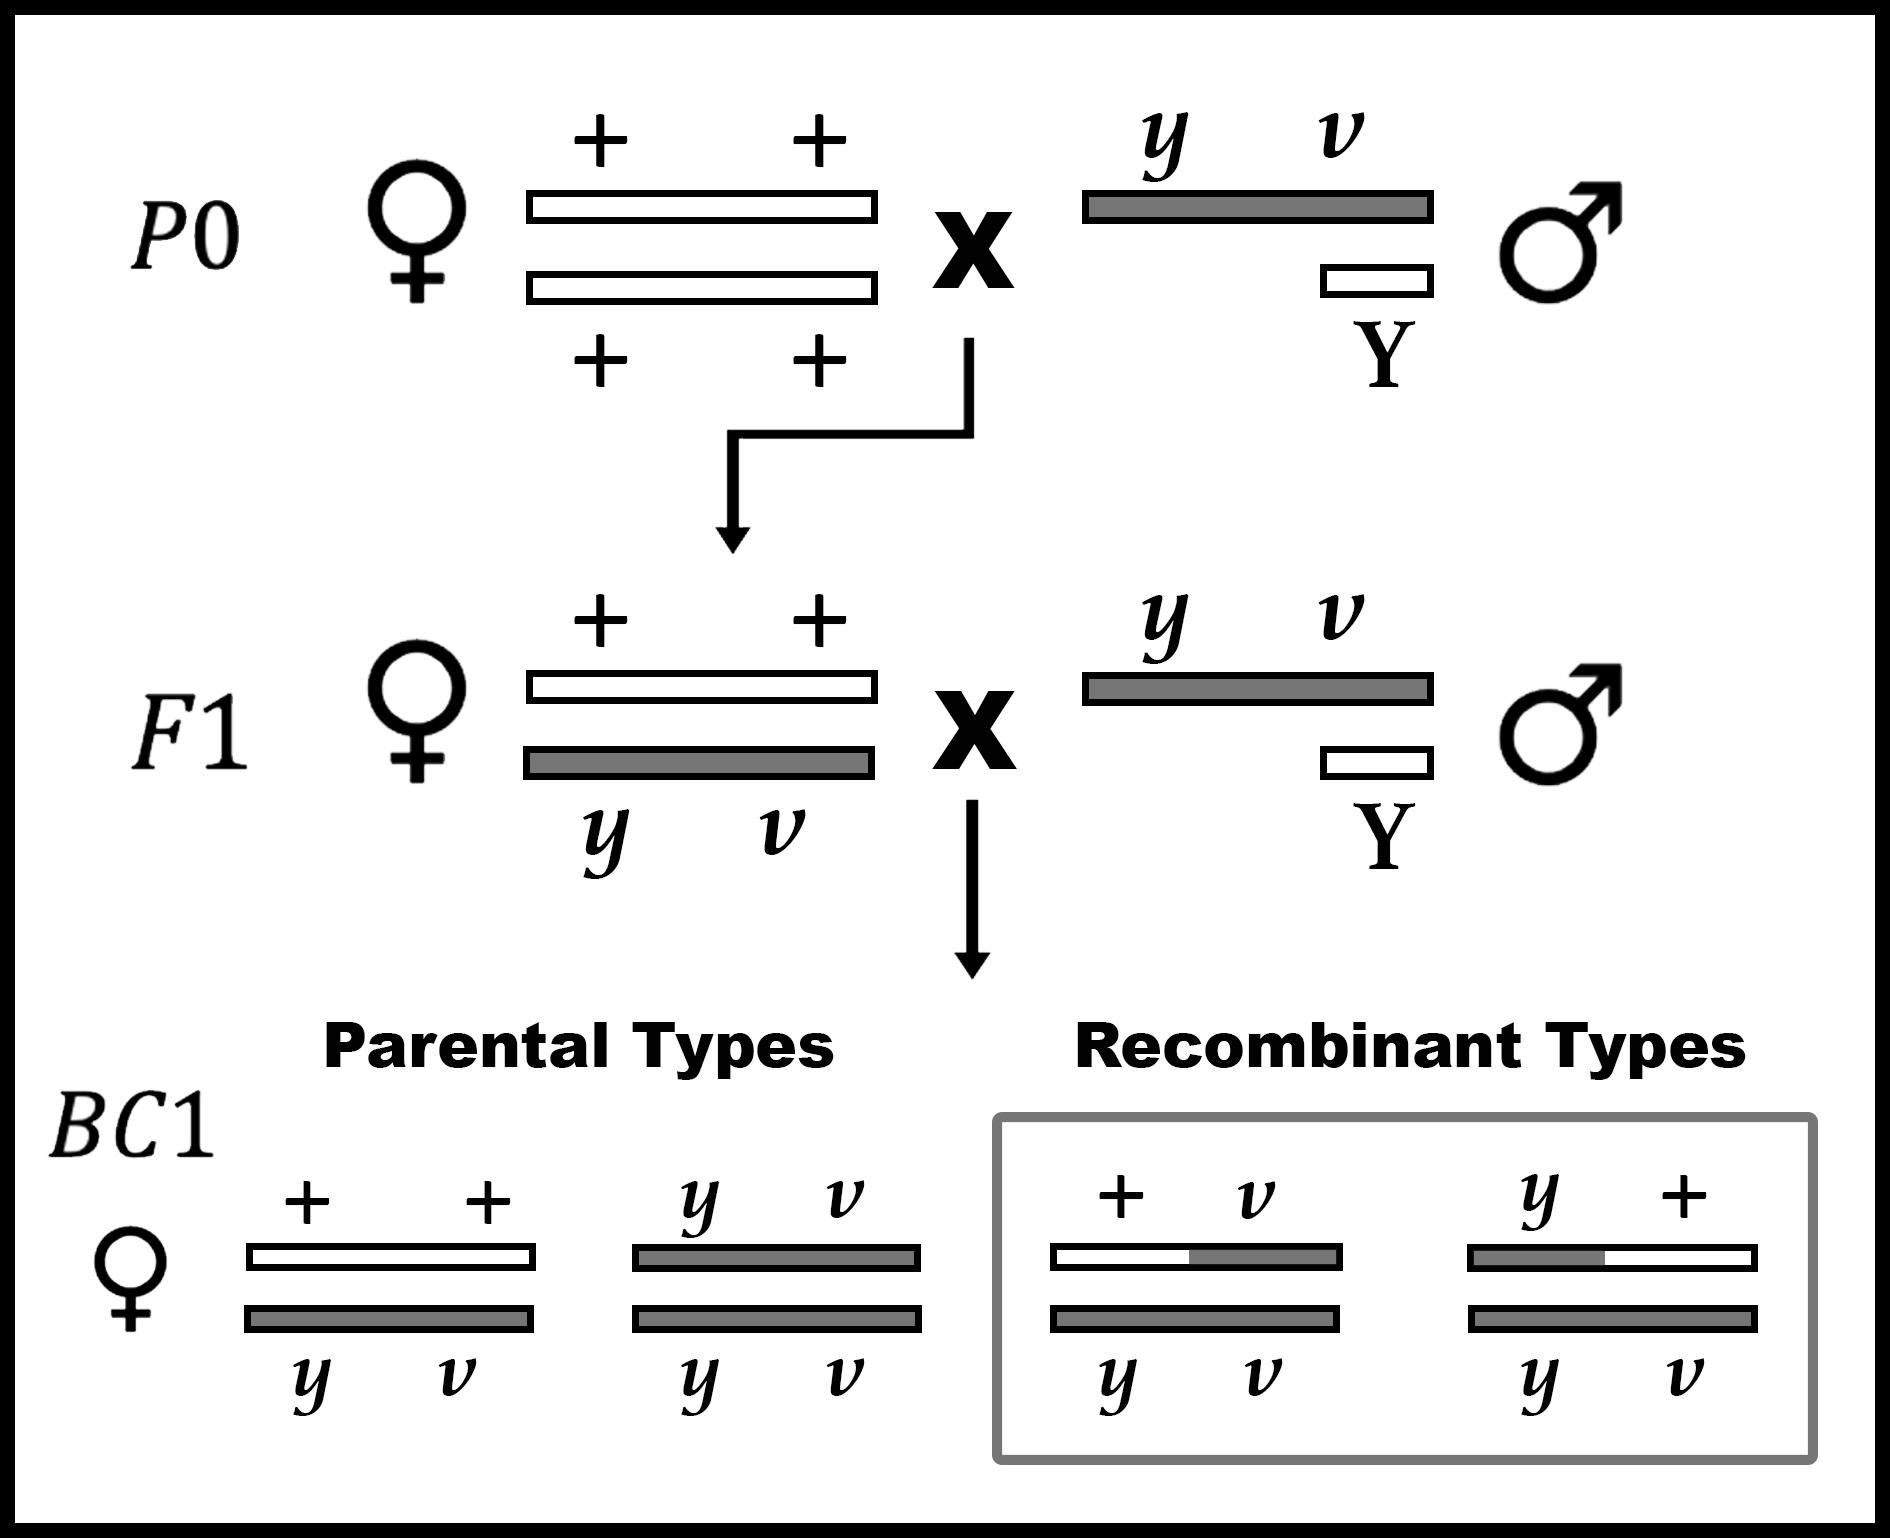 + + y v
P0 ♀ X ♂
+ + Y
+ + y v
F1 ♀ X ♂
y v Y
Parental Types Recombinant Types
BC1
+ + y v + v y +
♀
y v y v y v y v